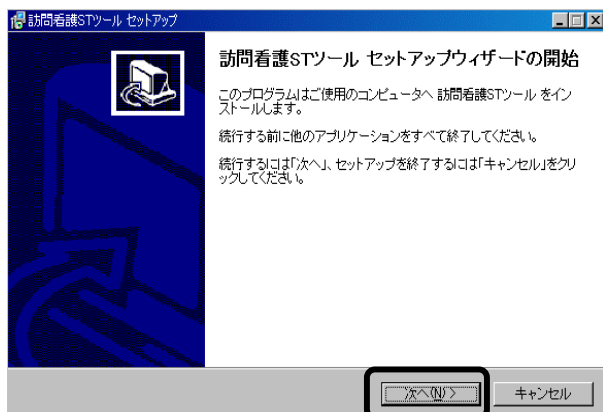 訪問看護STツール セットアップ
訪問看護STツール セットアップウィザードの開始
このプログラムはご使用のコンピュータへ 訪問看護STツール をイン
ストールします。
続行する前に他のアプリケーションをすべて終了してください。
続行するには「次へ」、セットアップを終了するには「キャンセル」をクリ
ックしてください。
次へ(N) >
キャンセル